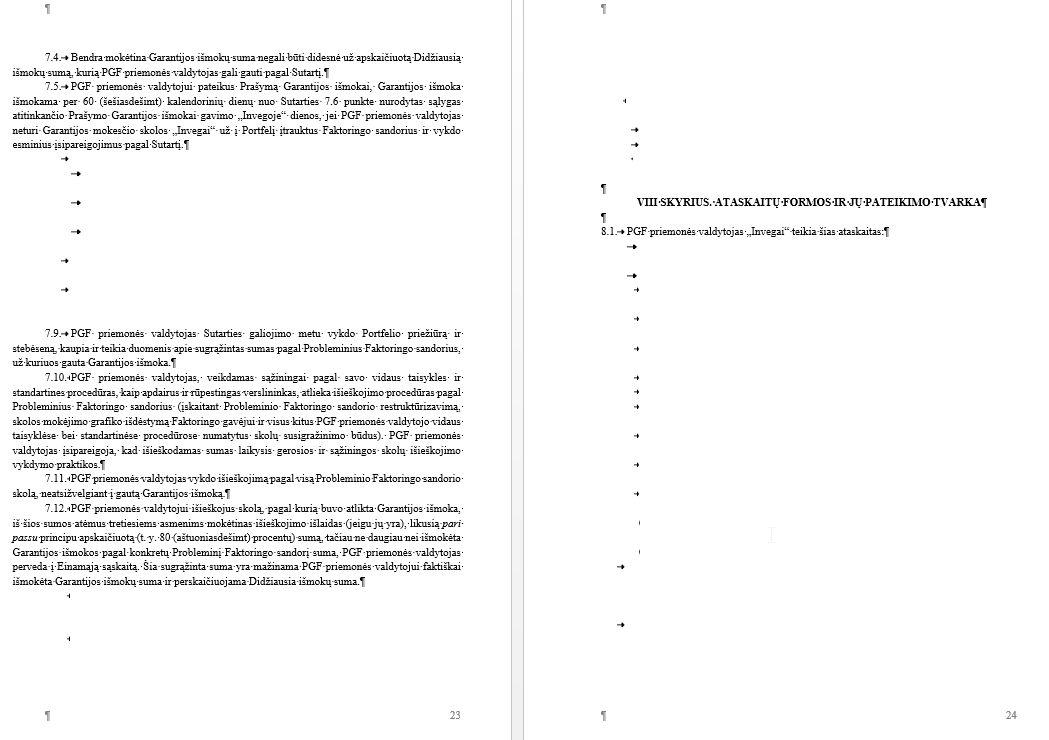 7.4. Bendra mokėtina Garantijos išmokų suma negali būti didesnė už apskaičiuotą Didžiausią
išmokų sumą, kurią PGF priemonės valdytojas gali gauti pagal Sutartį.
7.5. PGF priemonės valdytojui pateikus Prašymą Garantijos išmokai, Garantijos išmoka
išmokama per 60 (šešiasdešimt) kalendorinių dienų nuo Sutarties 7.6 punkte nurodytas sąlygas
atitinkančio Prašymo Garantijos išmokai gavimo „Invegoje“ dienos, jei PGF priemonės valdytojas
neturi Garantijos mokesčio skolos „Invegai“ už į Portfelį įtrauktus Faktoringo sandorius ir vykdo
esminius įsipareigojimus pagal Sutartį.
7.9. PGF priemonės valdytojas Sutarties galiojimo metu vykdo Portfelio priežiūrą ir
stebėseną, kaupia ir teikia duomenis apie sugrąžintas sumas pagal Probleminius Faktoringo sandorius,
už kuriuos gauta Garantijos išmoka.
7.10. PGF priemonės valdytojas, veikdamas sąžiningai pagal savo vidaus taisykles ir
standartines procedūras, kaip apdairus ir rūpestingas verslininkas, atlieka išieškojimo procedūras pagal
Probleminius Faktoringo sandorius (įskaitant Probleminio Faktoringo sandorio restruktūrizavimą,
skolos mokėjimo grafiko išdėstymą Faktoringo gavėjui ir visus kitus PGF priemonės valdytojo vidaus
taisyklėse bei standartinėse procedūrose numatytus skolų susigražinimo būdus). PGF priemonės
valdytojas įsipareigoja, kad išieškodamas sumas laikysis gerosios ir sąžiningos skolų išieškojimo
vykdymo praktikos.
7.11. PGF priemonės valdytojas vykdo išieškojimą pagal visą Probleminio Faktoringo sandorio
skolą, neatsižvelgiant į gautą Garantijos išmoką.
7.12. PGF priemonės valdytojui išieškojus skolą, pagal kurią buvo atlikta Garantijos išmoka,
iš šios sumos atėmus tretiesiems asmenims mokėtinas išieškojimo išlaidas (jeigu jų yra), likusią pari
passu principu apskaičiuotą (t. y. 80 (aštuoniasdešimt) procentų) sumą, tačiau ne daugiau nei išmokėta
Garantijos išmokos pagal konkretų Probleminį Faktoringo sandorį suma, PGF priemonės valdytojas
perveda į Einamąją sąskaitą. Šia sugrąžinta suma yra mažinama PGF priemonės valdytojui faktiškai
išmokėta Garantijos išmokų suma ir perskaičiuojama Didžiausia išmokų suma.
23
VIII SKYRIUS. ATASKAITŲ FORMOS IR JŲ PATEIKIMO TVARKA
8.1. PGF priemonės valdytojas „Invegai“ teikia šias ataskaitas:
24